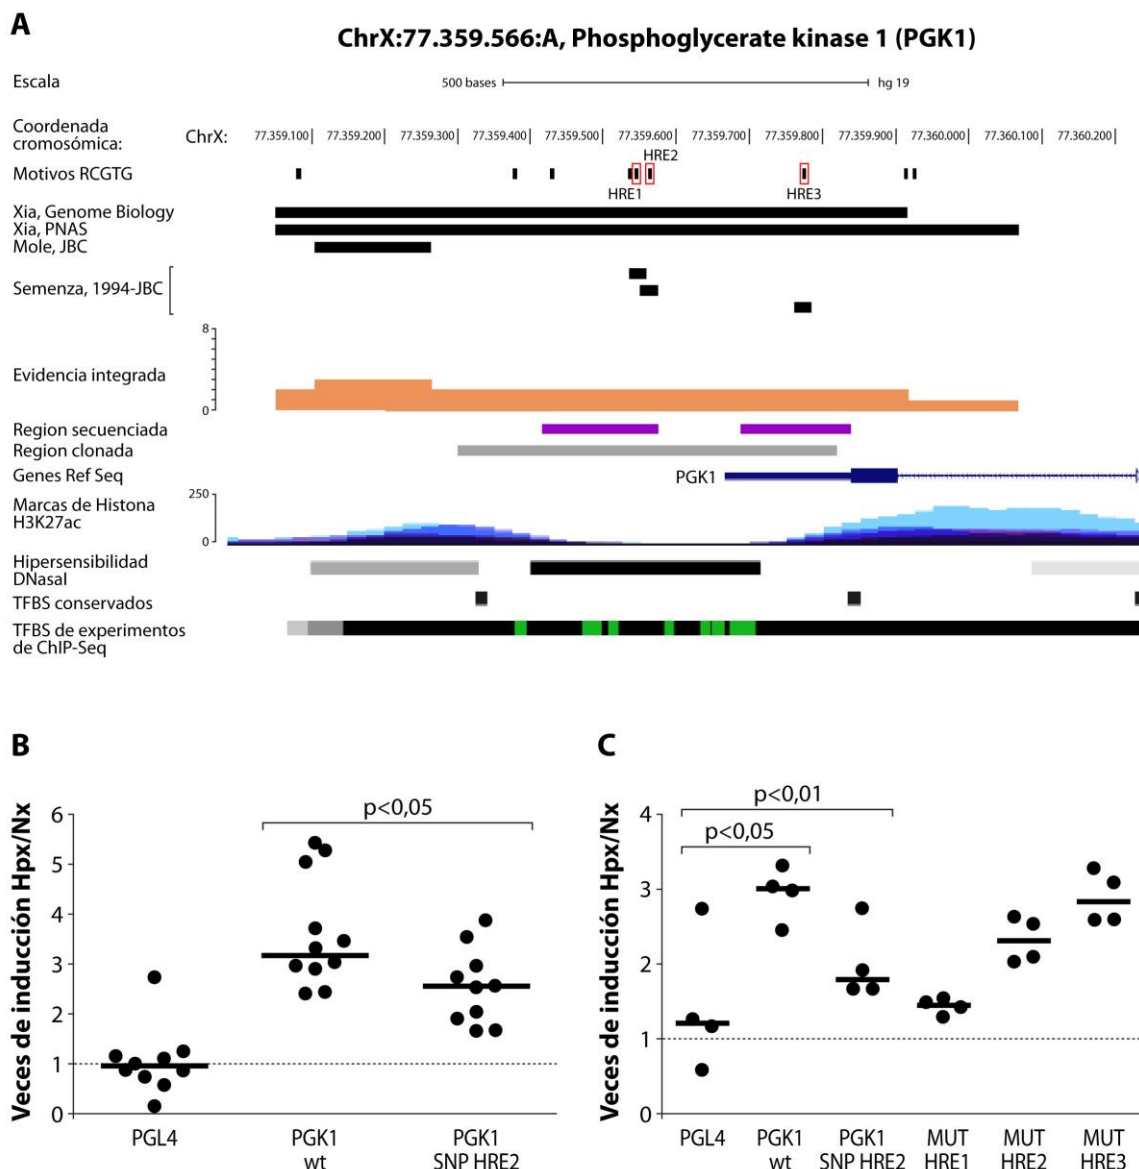 A
ChrX:77.359.566:A, Phosphoglycerate kinase 1 (PGK1)
Escala
500 bases
hg 19
Coordenada
cromosómica:
ChrX:
77.359.100 77.359.200 77.359.300 77.359.400 77.359.500 77.359.600 77.359.700 77.359.800 77.359.900 77.360.000 77.360.100 77.360.200
HRE2
Motivos RCGTG
HRE1
HRE3
Xia, Genome Biology
Xia, PNAS
Mole, JBC
Semenza, 1994-JBC
8
Evidencia integrada
0
Region secuenciada
Region clonada
Genes Ref Seq
PGK1
250
Marcas de Histona
H3K27ac
0
Hipersensibilidad
DNasaI
TFBS conservados
TFBS de experimentos
de ChIP-Seq
B
Veces de inducción Hpx/Nx
6
5
4
3
2
1
0
p<0,05
PGL4
PGK1
wt
PGK1
SNP HRE2
C
Veces de inducción Hpx/Nx
4
3
2
1
0
p<0,01
p<0,05
PGL4
PGK1
wt
PGK1
SNP HRE2
MUT
HRE1
MUT
HRE2
MUT
HRE3